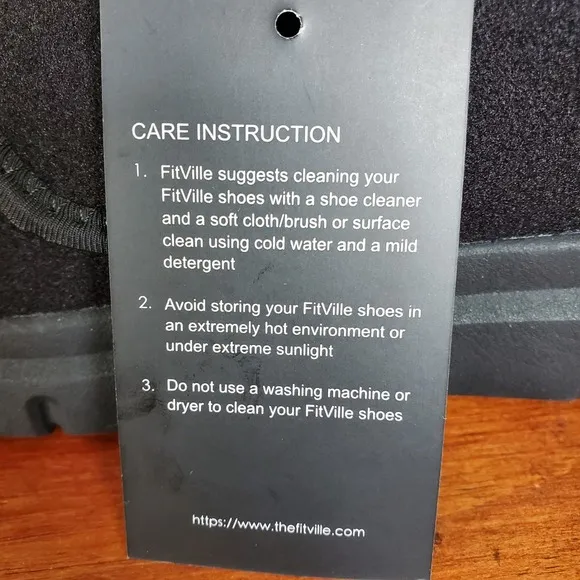 CARE INSTRUCTION
1. FitVille suggests cleaning your
FitVille shoes with a shoe cleaner
and a soft cloth/brush or surface
clean using cold water and a mild
detergent
2. Avoid storing your FitVille shoes in
an extremely hot environment or
under extreme sunlight
3. Do not use a washing machine or
dryer to clean your FitVille shoes
https://www.thefitville.com